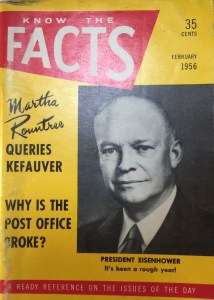 KNOW THE
FACTS
35
CENTS
FEBRUARY
1956
Martha
Rountree
QUERIES
KEFAUVER
WHY IS THE
POST OFFICE
BROKE?
PRESIDENT EISENHOWER
It's been a rough year!
A READY REFERENCE ON THE ISSUES OF THE DAY